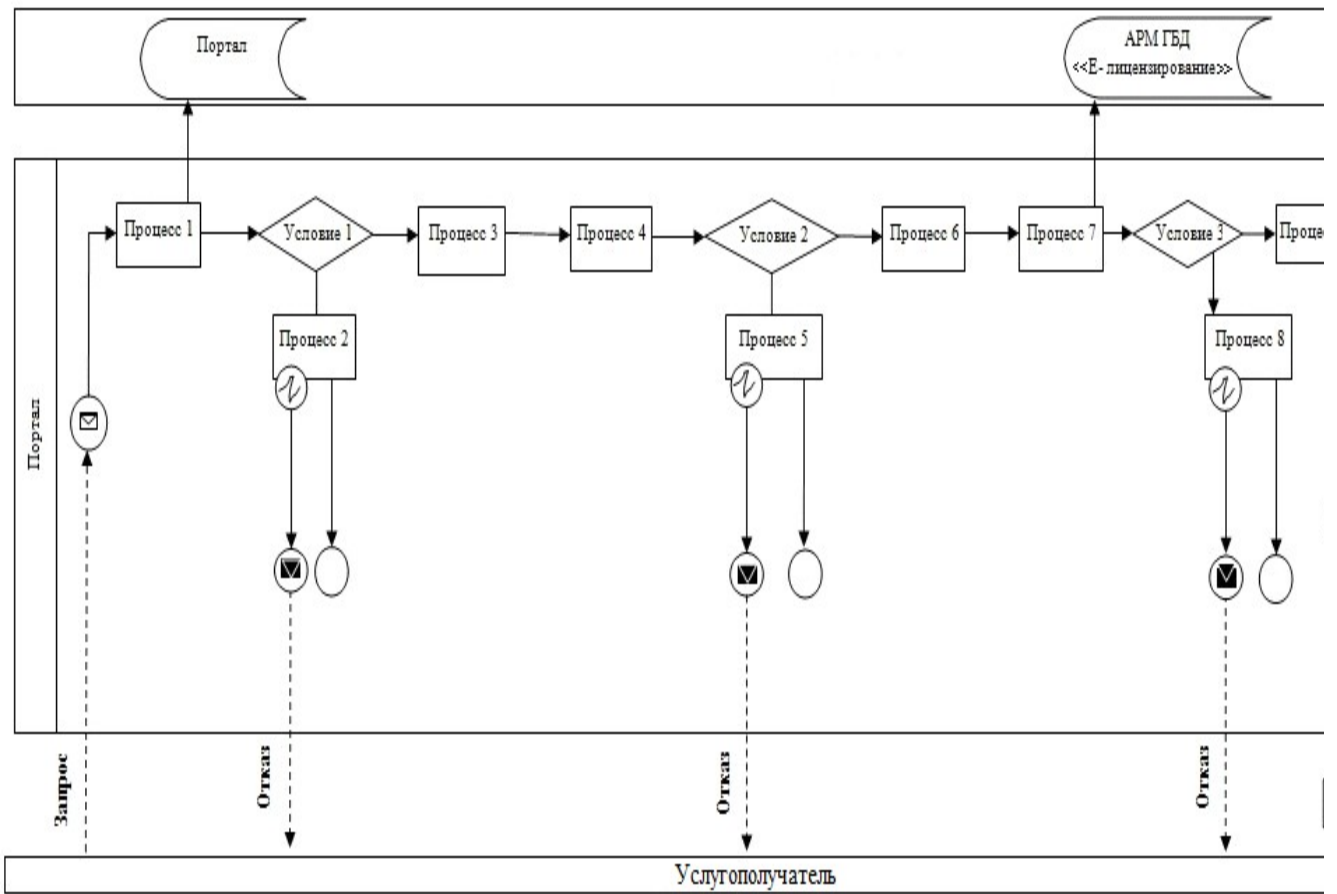 Портал
АРМ ГБД
<<Е- лицензирование>>
Процесс 1
Условие 1
Процесс 3
Процесс 4
Условие 2
Процесс 6
Процесс 7
Условие 3
Процес
Процесс 2
Процесс 5
Процесс 8
Портал
Запрос
Отказ
Отказ
Отказ
Услугополучатель